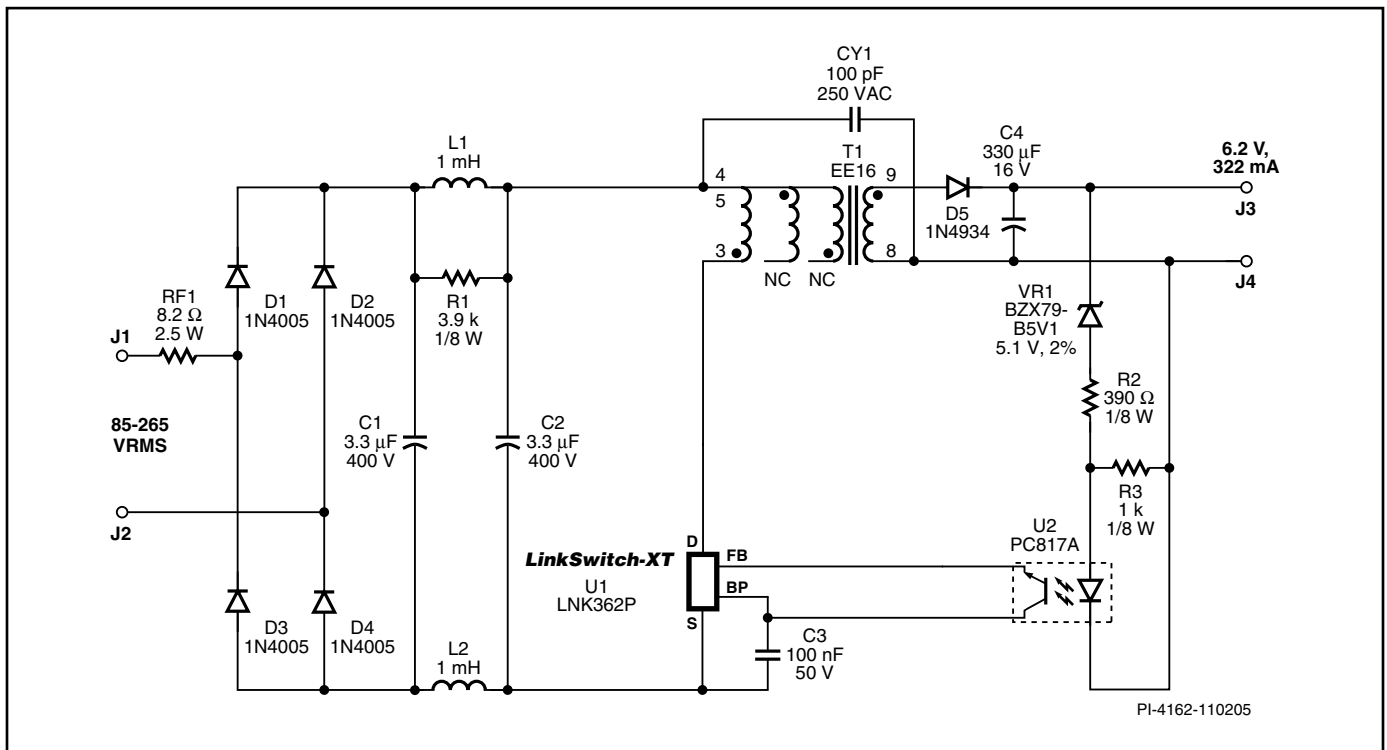 CY1
100 pF
250 VAC
L1
1 mH
T1
EE16
C4
330 µF
16 V
6.2 V,
322 mA
4
5
3
9
8
D5
1N4934
J3
J4
NC
NC
RF1
8.2 Ω
2.5 W
J1
D1
1N4005
D2
1N4005
R1
3.9 k
1/8 W
VR1
BZX79-
B5V1
5.1 V, 2%
R2
390 Ω
1/8 W
85-265
VRMS
C1
3.3 µF
400 V
C2
3.3 µF
400 V
R3
1 k
1/8 W
J2
LinkSwitch-XT
U1
LNK362P
D
FB
BP
S
U2
PC817A
D3
1N4005
D4
1N4005
L2
1 mH
C3
100 nF
50 V
PI-4162-110205